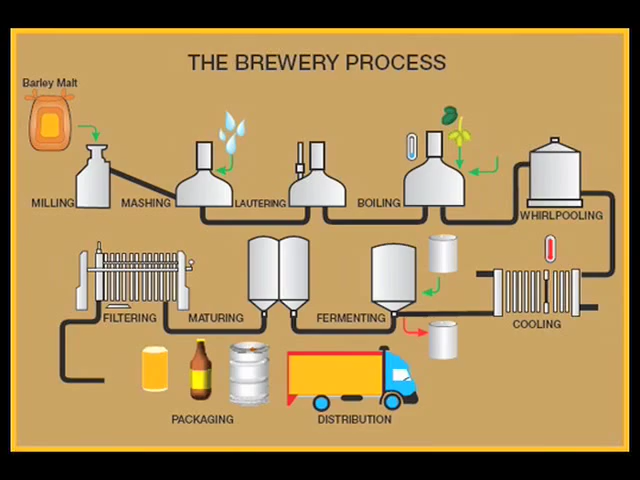 THE BREWERY PROCESS
Barley Malt
MILLING
MASHING
LAUTERING
BOILING
WHIRLPOOLING
FILTERING
MATURING
FERMENTING
COOLING
PACKAGING
DISTRIBUTION